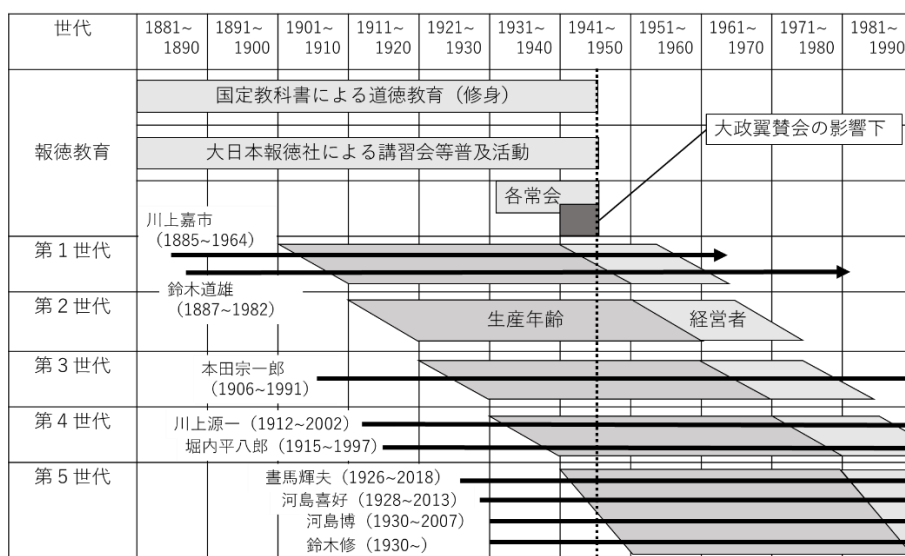 世代
1881~
1890
1891~
1900
1901~
1910
1911~
1920
1921~
1930
1931~
1940
1941~
1950
1951~
1960
1961~
1970
1971~
1980
1981~
1990
報徳教育
国定教科書による道徳教育（修身）
大政翼賛会の影響下
大日本報徳社による講習会等普及活動
各常会
川上嘉市
（1885~1964）
第１世代
鈴木道雄
（1887~1982）
第２世代
生産年齢
経営者
第３世代
本田宗一郎
（1906~1991）
第４世代
川上源一（1912~2002）
堀内平八郎（1915~1997）
第５世代
晝馬輝夫（1926~2018）
河島喜好（1928~2013）
河島博（1930~2007）
鈴木修（1930~）